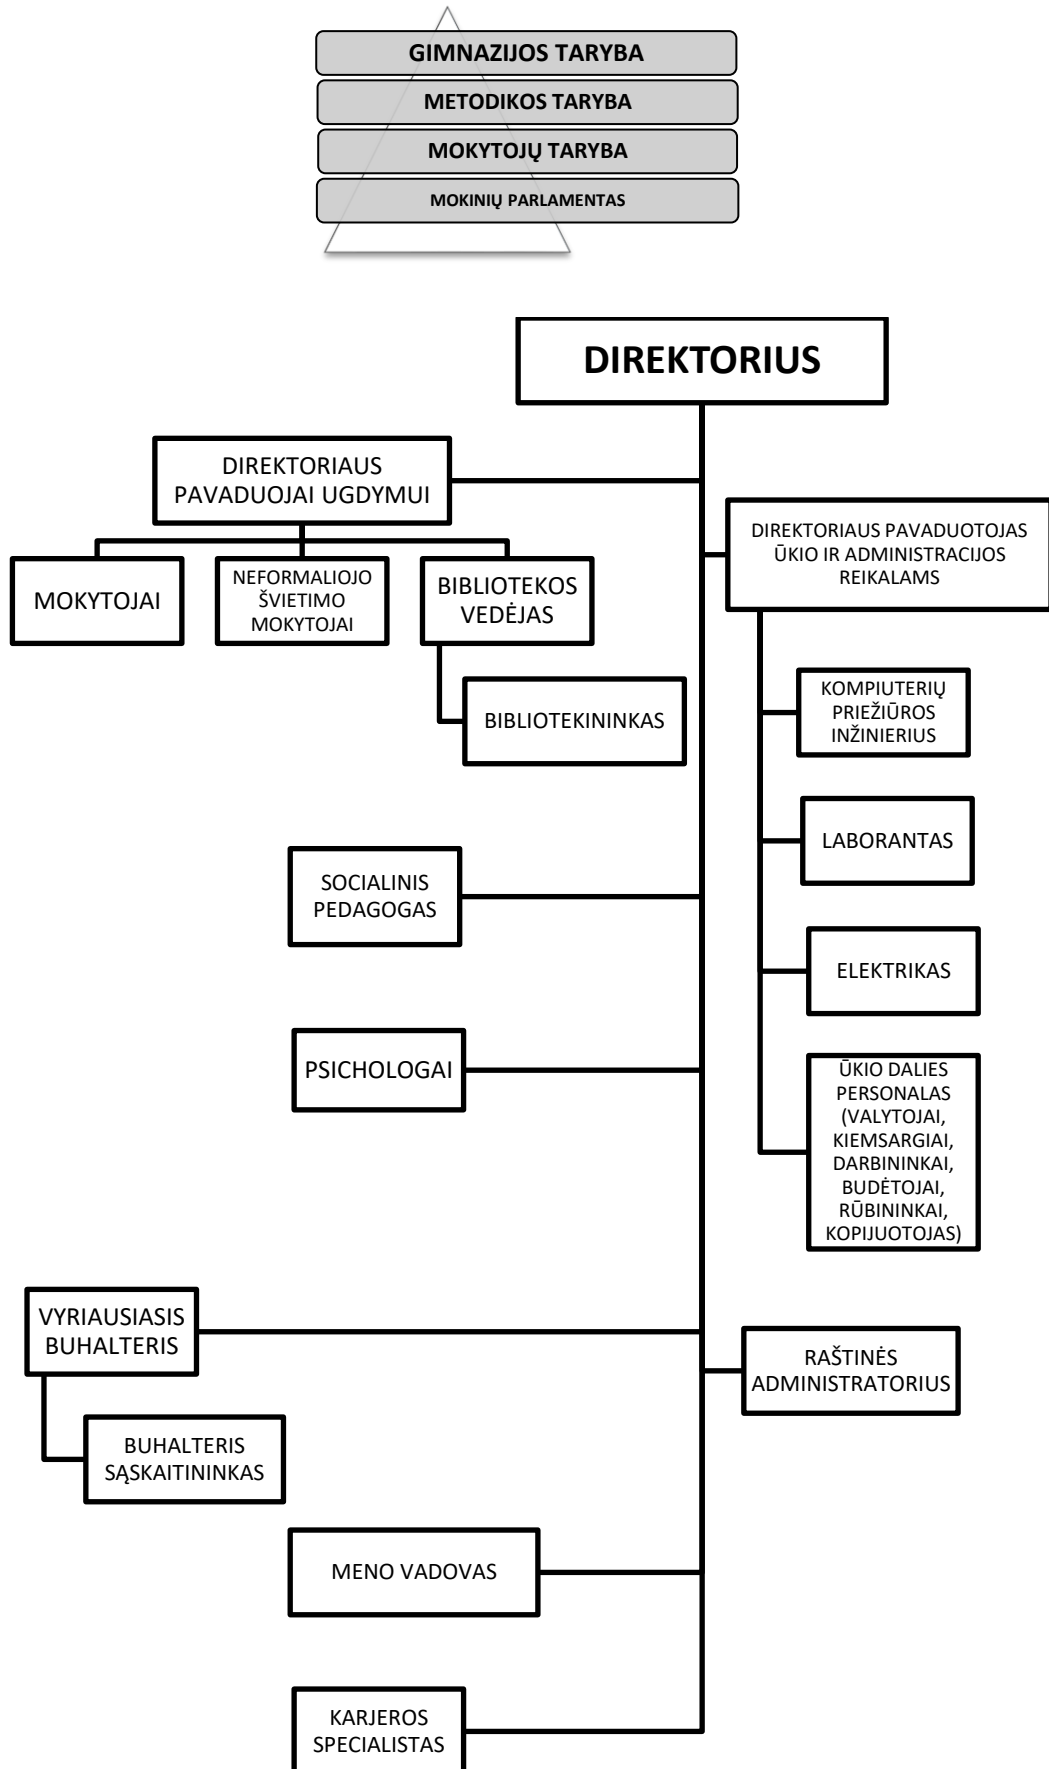 GIMNAZIJOS TARYBA
METODIKOS TARYBA
MOKYTOJŲ TARYBA
MOKINIŲ PARLAMENTAS
DIREKTORIUS
DIREKTORIAUS
PAVADUOJAI UGDYMUI
DIREKTORIAUS PAVADUOTOJAS
ŪKIO IR ADMINISTRACIJOS
REIKALAMS
MOKYTOJAI
NEFORMALIOJO
ŠVIETIMO
MOKYTOJAI
BIBLIOTEKOS
VEDĖJAS
BIBLIOTEKININKAS
KOMPIUTERIŲ
PRIEŽIŪROS
INŽINIERIUS
LABORANTAS
SOCIALINIS
PEDAGOGAS
ELEKTRIKAS
PSICHOLOGAI
ŪKIO DALIES
PERSONALAS
(VALYTOJAI,
KIEMSARGIAI,
DARBININKAI,
BUDĖTOJAI,
RŪBININKAI,
KOPIJUOTOJAS)
VYRIAUSIASIS
BUHALTERIS
RAŠTINĖS
ADMINISTRATORIUS
BUHALTERIS
SĄSKAITININKAS
MENO VADOVAS
KARJEROS
SPECIALISTAS